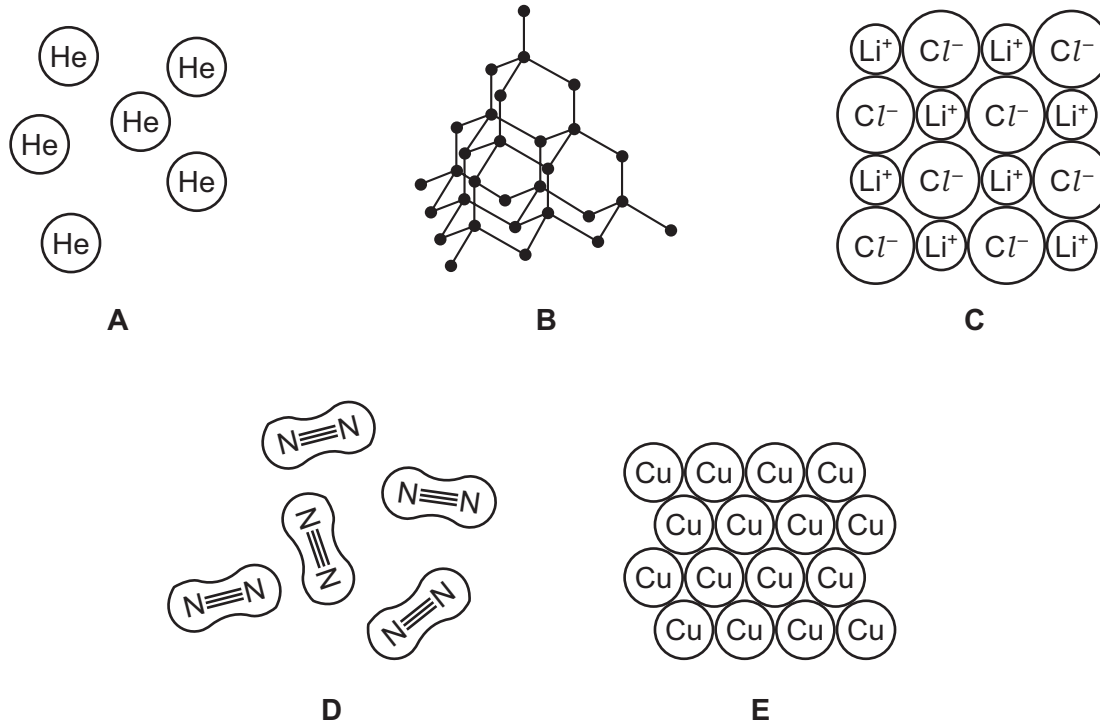 He He
He
He
He
He
A
B
Li⁺ Cl⁻ Li⁺ Cl⁻
Cl⁻ Li⁺ Cl⁻ Li⁺
Li⁺ Cl⁻ Li⁺ Cl⁻
Cl⁻ Li⁺ Cl⁻ Li⁺
C
N≡N
N≡N
N≡N
N≡N
N≡N
D
Cu Cu Cu Cu
Cu Cu Cu Cu
Cu Cu Cu Cu
Cu Cu Cu Cu
E